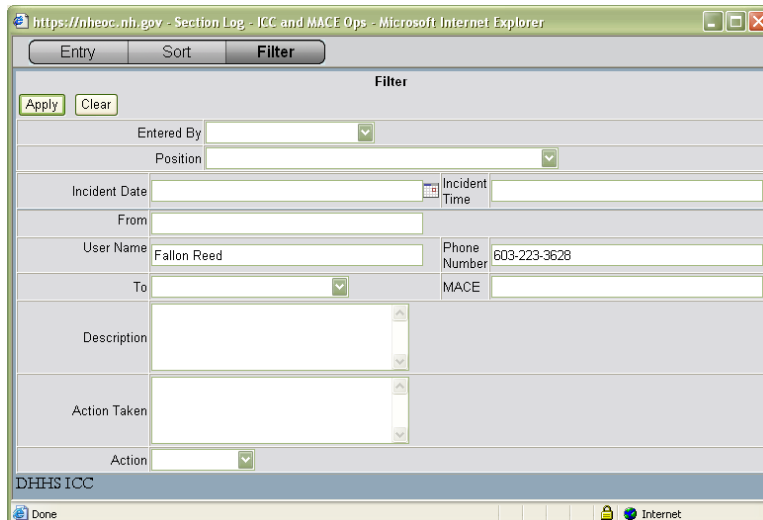 https://nheoc.nh.gov - Section Log - ICC and MACE Ops - Microsoft Internet Explorer
Entry Sort Filter
Filter
Apply Clear
Entered By
Position
Incident Date Incident Time
From
User Name Fallon Reed Phone Number 603-223-3628
To MACE
Description
Action Taken
Action
DHHS ICC
Done Internet